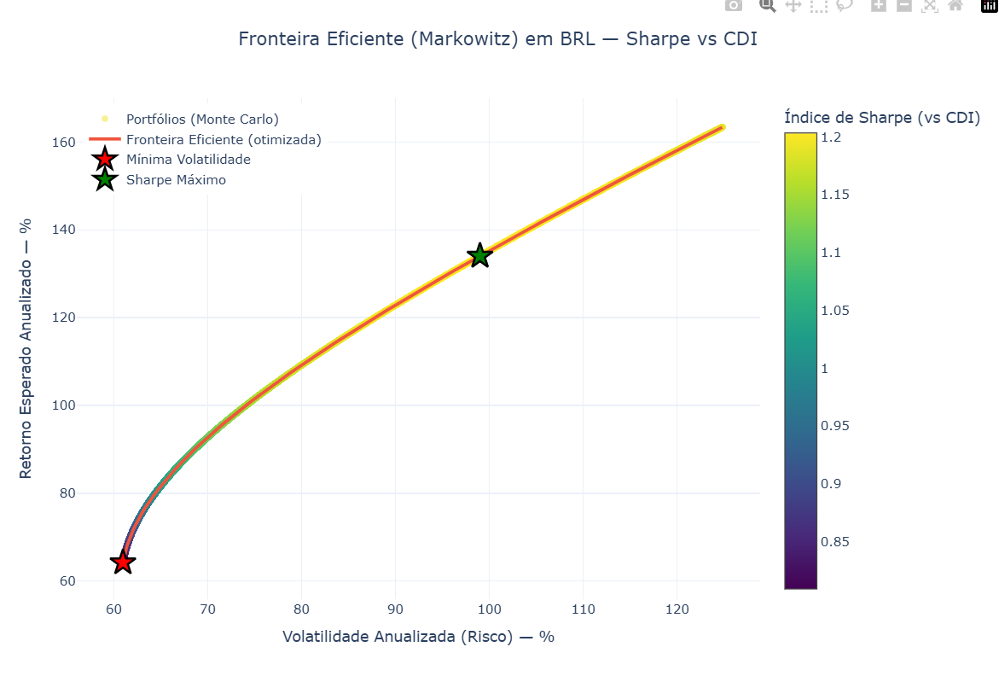 Fronteira Eficiente (Markowitz) em BRL — Sharpe vs CDI
Portfólios (Monte Carlo)
Fronteira Eficiente (otimizada)
Mínima Volatilidade
Sharpe Máximo
Índice de Sharpe (vs CDI)
1.2
1.15
1.1
1.05
1
0.95
0.9
0.85
Retorno Esperado Anualizado — %
160
140
120
100
80
60
60 70 80 90 100 110 120
Volatilidade Anualizada (Risco) — %